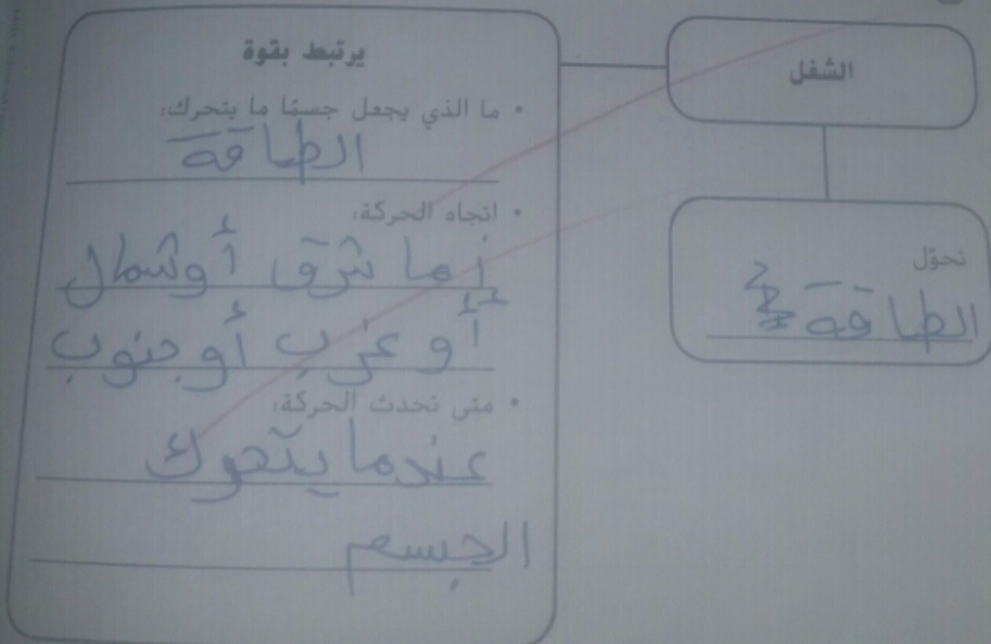 الشغل
يرتبط بقوة
• ما الذي يجعل جسمًا ما يتحرك:
الطاقة
• اتجاه الحركة:
إما شرق أو شمال
أو غرب أو جنوب
• متى تحدث الحركة:
عندما يتحرك
الجسم
تحوّل
الطاقة